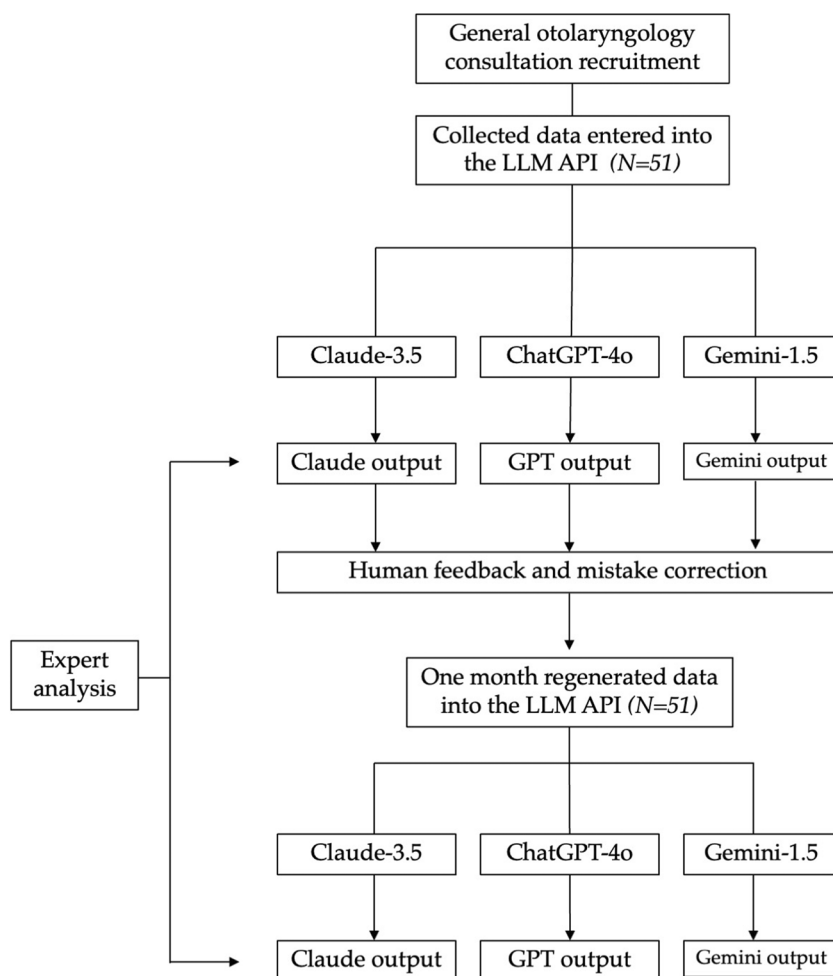 General otolaryngology
consultation recruitment
Collected data entered into
the LLM API (N=51)
Claude-3.5
ChatGPT-4o
Gemini-1.5
Claude output
GPT output
Gemini output
Human feedback and mistake correction
Expert
analysis
One month regenerated data
into the LLM API (N=51)
Claude-3.5
ChatGPT-4o
Gemini-1.5
Claude output
GPT output
Gemini output